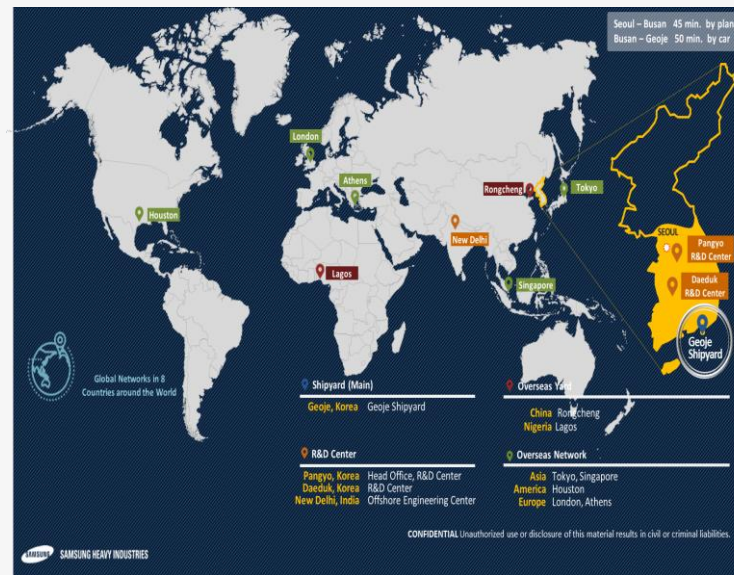 Seoul – Busan 45 min. by plan
Busan – Geoje 50 min. by car
London
Athens
Rongcheng
Tokyo
Houston
New Delhi
Lagos
Singapore
SEOUL
Pangyo
R&D Center
Daeduk
R&D Center
Geoje
Shipyard
Global Networks in 8
Countries around the World
Shipyard (Main)
Geoje, Korea Geoje Shipyard
Overseas Yard
China Rongcheng
Nigeria Lagos
R&D Center
Pangyo, Korea Head Office, R&D Center
Daeduk, Korea R&D Center
New Delhi, India Offshore Engineering Center
Overseas Network
Asia Tokyo, Singapore
America Houston
Europe London, Athens
CONFIDENTIAL Unauthorized use or disclosure of this material results in civil or criminal liabilities.
SAMSUNG SAMSUNG HEAVY INDUSTRIES